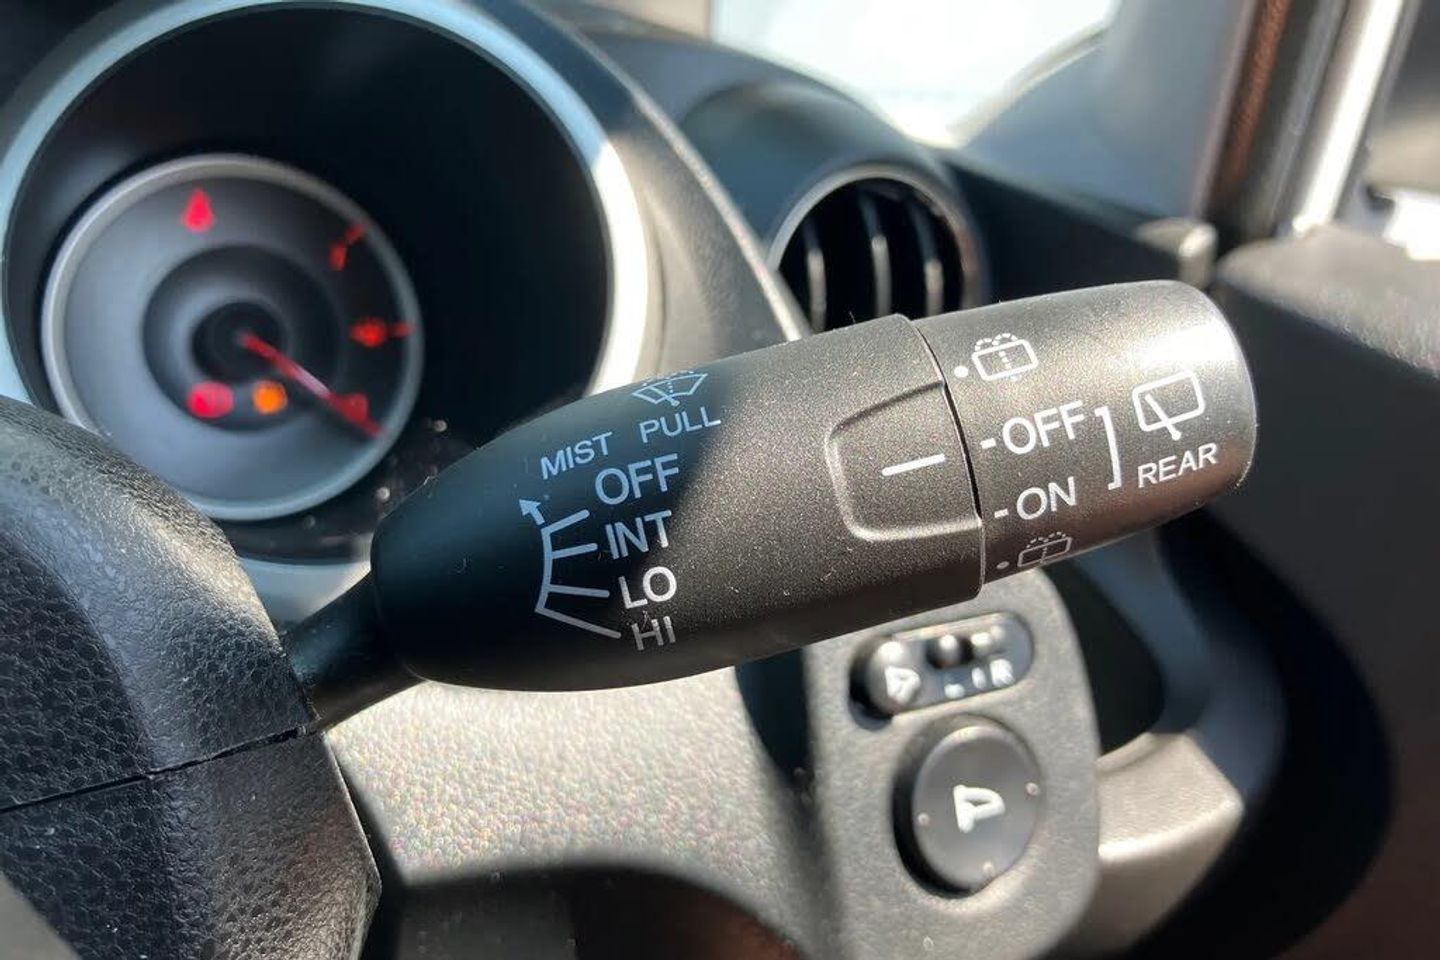 MIST PULL
OFF
INT
LO
HI
OFF
ON
REAR
R